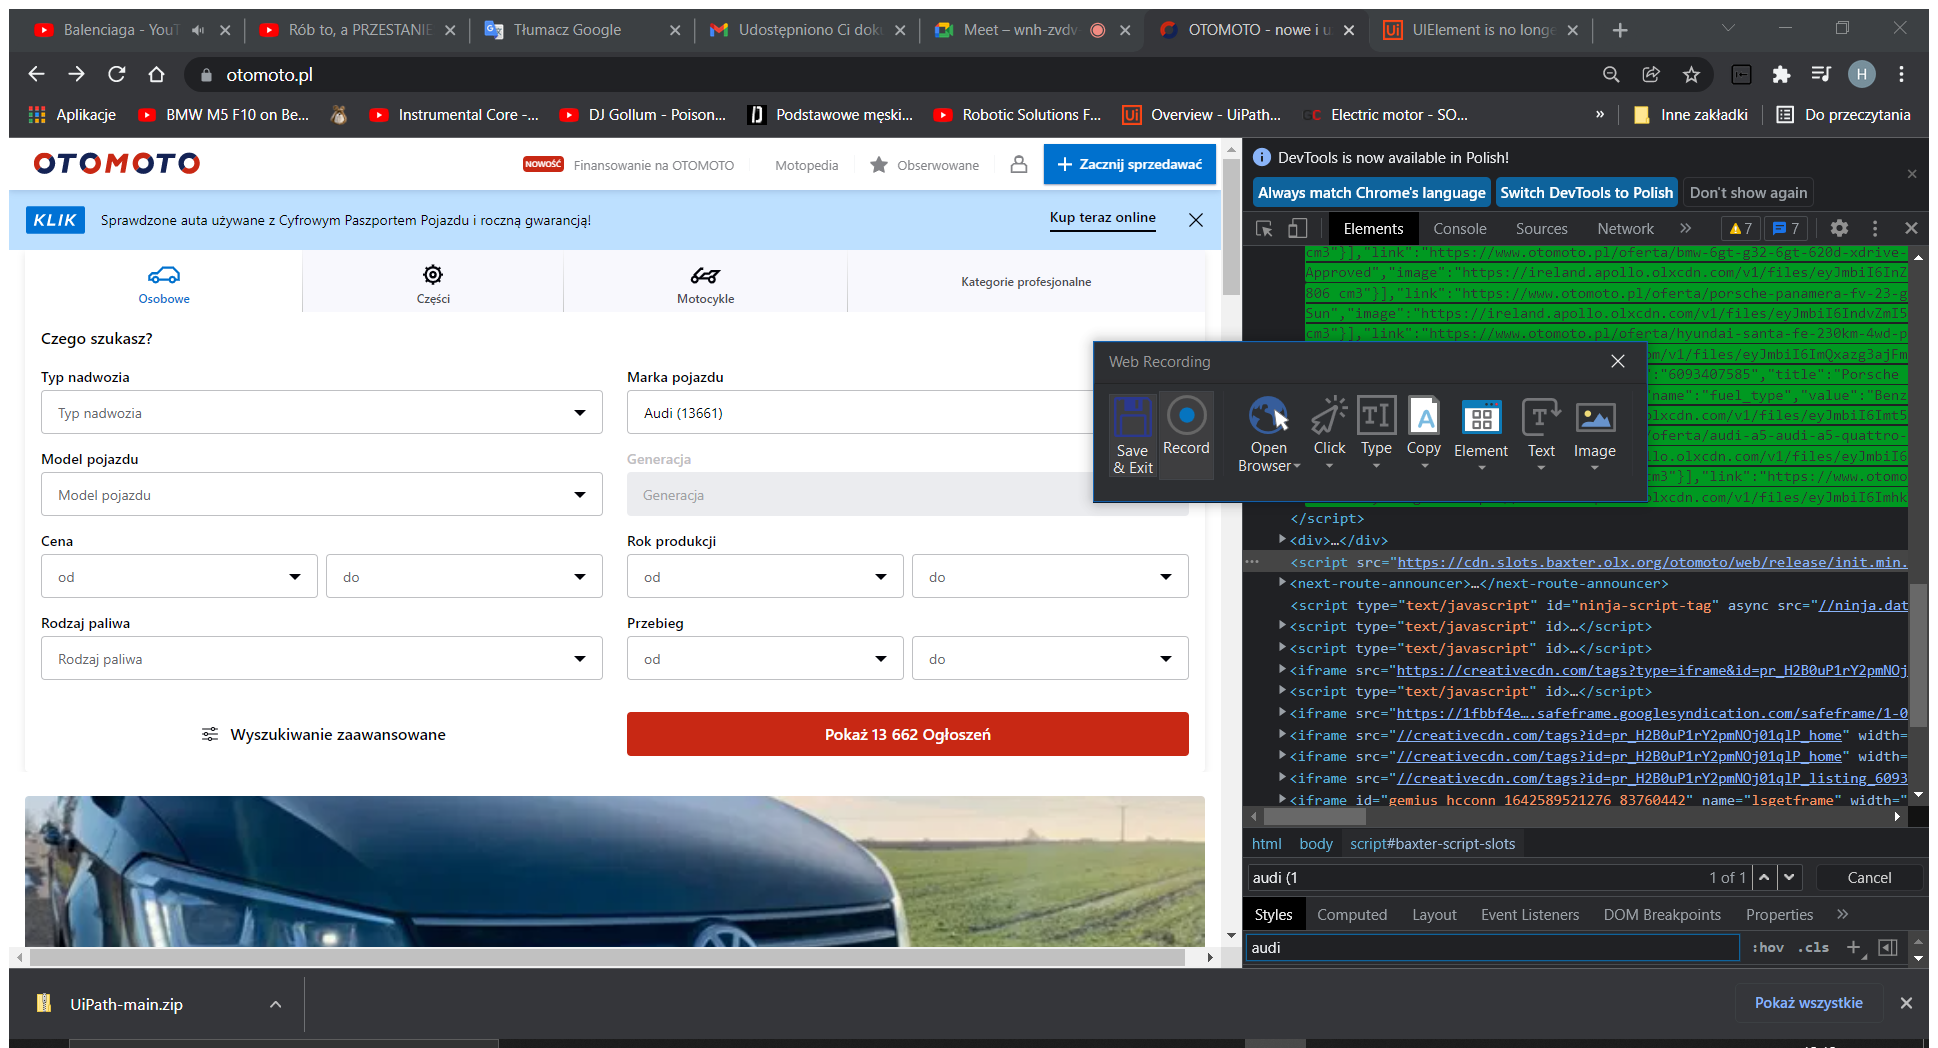 Balenciaga - YouT
Rób to, a PRZESTANIE
Tłumacz Google
Udostępniono Ci doku
Meet – wnh-zvdv
OTOMOTO - nowe i u
UIElement is no longe
otomoto.pl
H
Aplikacje
BMW M5 F10 on Be...
Instrumental Core -...
DJ Gollum - Poison...
Podstawowe męski...
Robotic Solutions F...
Overview - UiPath...
Electric motor - SO...
»
Inne zakładki
Do przeczytania
OTOMOTO
NOWOŚĆ
Finansowanie na OTOMOTO
Motopedia
Obserwowane
+ Zacznij sprzedawać
KLIK
Sprawdzone auta używane z Cyfrowym Paszportem Pojazdu i roczną gwarancją!
Kup teraz online
Osobowe
Części
Motocykle
Kategorie profesjonalne
Czego szukasz?
Typ nadwozia
Typ nadwozia
Marka pojazdu
Audi (13661)
Model pojazdu
Model pojazdu
Generacja
Generacja
Cena
od
do
Rok produkcji
od
do
Rodzaj paliwa
Rodzaj paliwa
Przebieg
od
do
Wyszukiwanie zaawansowane
Pokaż 13 662 Ogłoszeń
Web Recording
Save & Exit
Record
Open Browser
Click
Type
Copy
Element
Text
Image
DevTools is now available in Polish!
Always match Chrome's language
Switch DevTools to Polish
Don't show again
Elements
Console
Sources
Network
»
7
7
cm3"}],"link":"https://www.otomoto.pl/oferta/bmw-6gt-g32-6gt-620d-xdrive-
Approved","image":"https://ireland.apollo.olxcdn.com/v1/files/eyJmbiI6InZ
806 cm3"}],"link":"https://www.otomoto.pl/oferta/porsche-panamera-fv-23-g
Sun","image":"https://ireland.apollo.olxcdn.com/v1/files/eyJmbiI6IndvZmI5
cm3"}],"link":"https://www.otomoto.pl/oferta/hyundai-santa-fe-230km-4wd-p
m/v1/files/eyJmbiI6ImQxazg3ajFm
:"6093407585","title":"Porsche
"name":"fuel_type","value":"Benz
lxcdn.com/v1/files/eyJmbiI6Imt5
/oferta/audi-a5-audi-a5-quattro-
llo.olxcdn.com/v1/files/eyJmbiI6
cm3"}],"link":"https://www.otomo
lxcdn.com/v1/files/eyJmbiI6Imhk
</script>
<div>…</div>
<script src="https://cdn.slots.baxter.olx.org/otomoto/web/release/init.min.
<next-route-announcer>…</next-route-announcer>
<script type="text/javascript" id="ninja-script-tag" async src="//ninja.dat
<script type="text/javascript" id>…</script>
<script type="text/javascript" id>…</script>
<iframe src="https://creativecdn.com/tags?type=iframe&id=pr_H2B0uP1rY2pmNOj
<script type="text/javascript" id>…</script>
<iframe src="https://1fbbf4e….safeframe.googlesyndication.com/safeframe/1-0
<iframe src="//creativecdn.com/tags?id=pr_H2B0uP1rY2pmNOj01qlP_home" width=
<iframe src="//creativecdn.com/tags?id=pr_H2B0uP1rY2pmNOj01qlP_home" width=
<iframe src="//creativecdn.com/tags?id=pr_H2B0uP1rY2pmNOj01qlP_listing_6093
<iframe id="gemius_hcconn_1642589521276_83760442" name="lsgetframe" width="
html
body
script#baxter-script-slots
audi (1
1 of 1
Cancel
Styles
Computed
Layout
Event Listeners
DOM Breakpoints
Properties
»
audi
:hov
.cls
+
UiPath-main.zip
Pokaż wszystkie